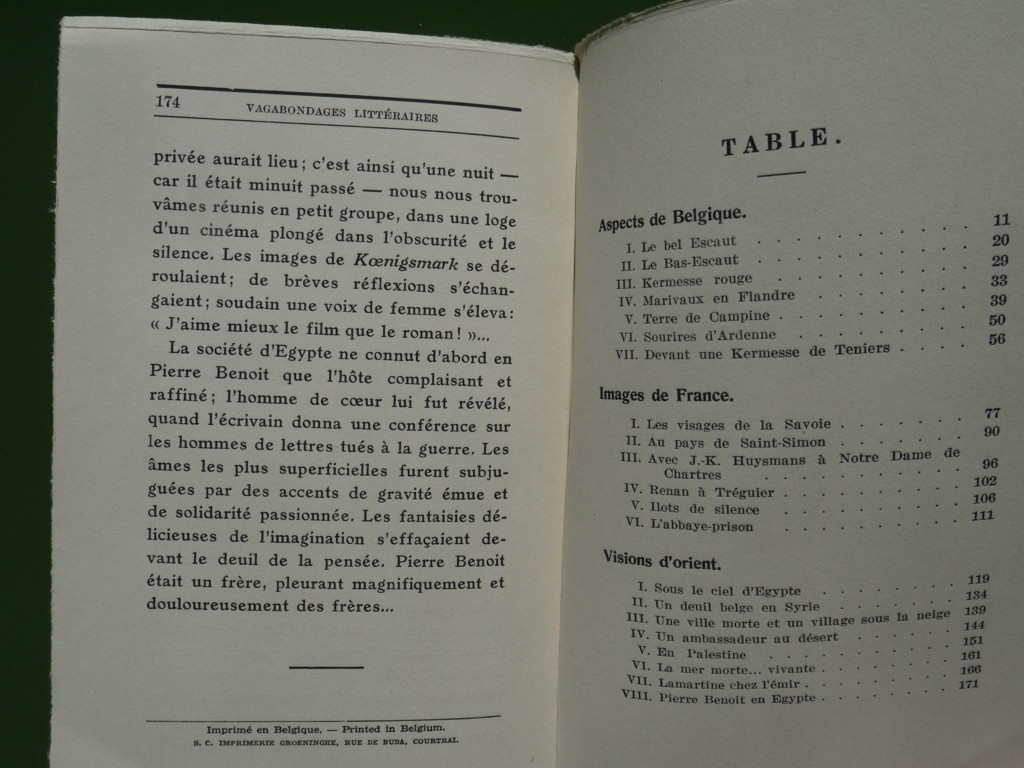 174
VAGABONDAGES LITTÉRAIRES
privée aurait lieu ; c'est ainsi qu'une nuit —
car il était minuit passé — nous nous trou-
vâmes réunis en petit groupe, dans une loge
d'un cinéma plongé dans l'obscurité et le
silence. Les images de Kœnigsmark se dé-
roulaient ; de brèves réflexions s'échan-
gaient ; soudain une voix de femme s'éleva :
« J'aime mieux le film que le roman ! »...
La société d'Egypte ne connut d'abord en
Pierre Benoit que l'hôte complaisant et
raffiné ; l'homme de cœur lui fut révélé,
quand l'écrivain donna une conférence sur
les hommes de lettres tués à la guerre. Les
âmes les plus superficielles furent subju-
guées par des accents de gravité émue et
de solidarité passionnée. Les fantaisies dé-
licieuses de l'imagination s'effaçaient de-
vant le deuil de la pensée. Pierre Benoit
était un frère, pleurant magnifiquement et
douloureusement des frères...
Imprimé en Belgique. — Printed in Belgium.
S. C. IMPRIMERIE GROENINGHE, RUE DE BUDA, COURTRAI.
TABLE.
Aspects de Belgique.
I. Le bel Escaut . . . . . . . . . . 11
II. Le Bas-Escaut . . . . . . . . . . 20
III. Kermesse rouge . . . . . . . . . 29
IV. Marivaux en Flandre . . . . . . . 33
V. Terre de Campine . . . . . . . . . 39
VI. Sourires d'Ardenne . . . . . . . . 50
VII. Devant une Kermesse de Teniers . . . . 56
Images de France.
I. Les visages de la Savoie . . . . . . . 77
II. Au pays de Saint-Simon . . . . . . . 90
III. Avec J.-K. Huysmans à Notre Dame de
Chartres . . . . . . . . . 96
IV. Renan à Tréguier . . . . . . . . . 102
V. Ilots de silence . . . . . . . . . 106
VI. L'abbaye-prison . . . . . . . . . 111
Visions d'orient.
I. Sous le ciel d'Egypte . . . . . . . 119
II. Un deuil belge en Syrie . . . . . . . 134
III. Une ville morte et un village sous la neige 139
IV. Un ambassadeur au désert . . . . . . 144
V. En Palestine . . . . . . . . . . 151
VI. La mer morte... vivante . . . . . . . 161
VII. Lamartine chez l'émir . . . . . . . . 166
VIII. Pierre Benoit en Egypte . . . . . . . 171